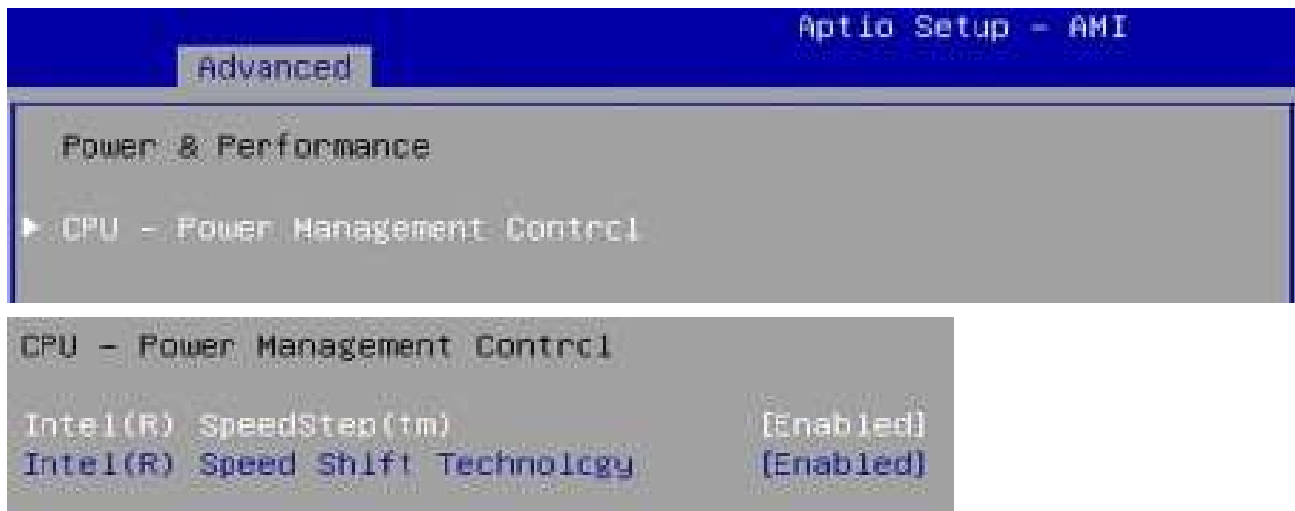 Aptio Setup - AMI
Advanced
Power & Performance
► CPU - Power Management Control
CPU - Power Management Control
Intel(R) SpeedStep(tm) [Enabled]
Intel(R) Speed Shift Technology [Enabled]